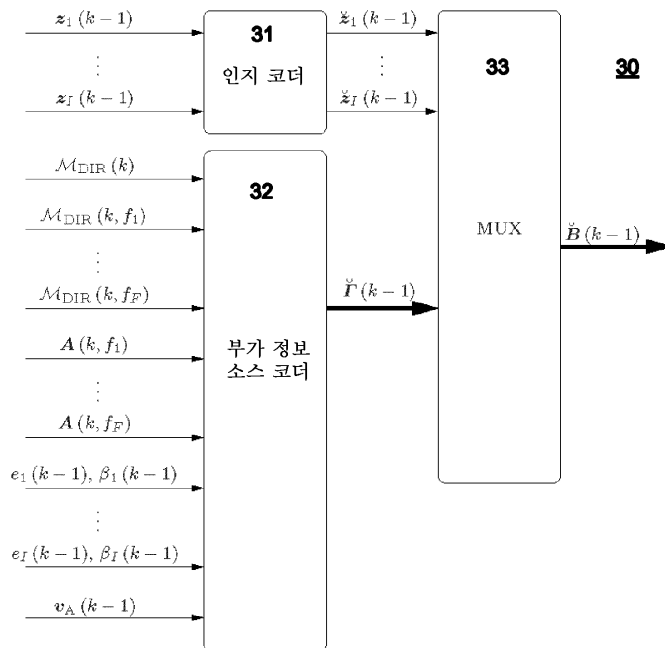 z₁(k−1)
⋮
z_I(k−1)
31
인지 코더
z̆₁(k−1)
⋮
z̆_I(k−1)
33
MUX
30
B̆(k−1)
ℳ_DIR(k)
ℳ_DIR(k, f₁)
⋮
ℳ_DIR(k, f_F)
A(k, f₁)
⋮
A(k, f_F)
e₁(k−1), β₁(k−1)
⋮
e_I(k−1), β_I(k−1)
v_A(k−1)
32
부가 정보
소스 코더
Γ̆(k−1)